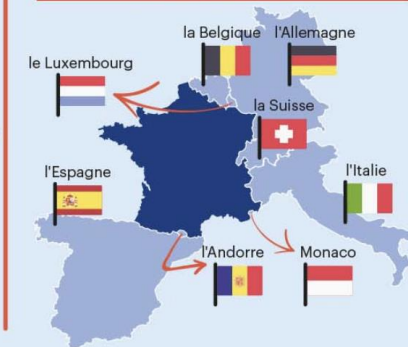 la Belgique l'Allemagne
le Luxembourg
la Suisse
l'Espagne
l'Italie
l'Andorre Monaco